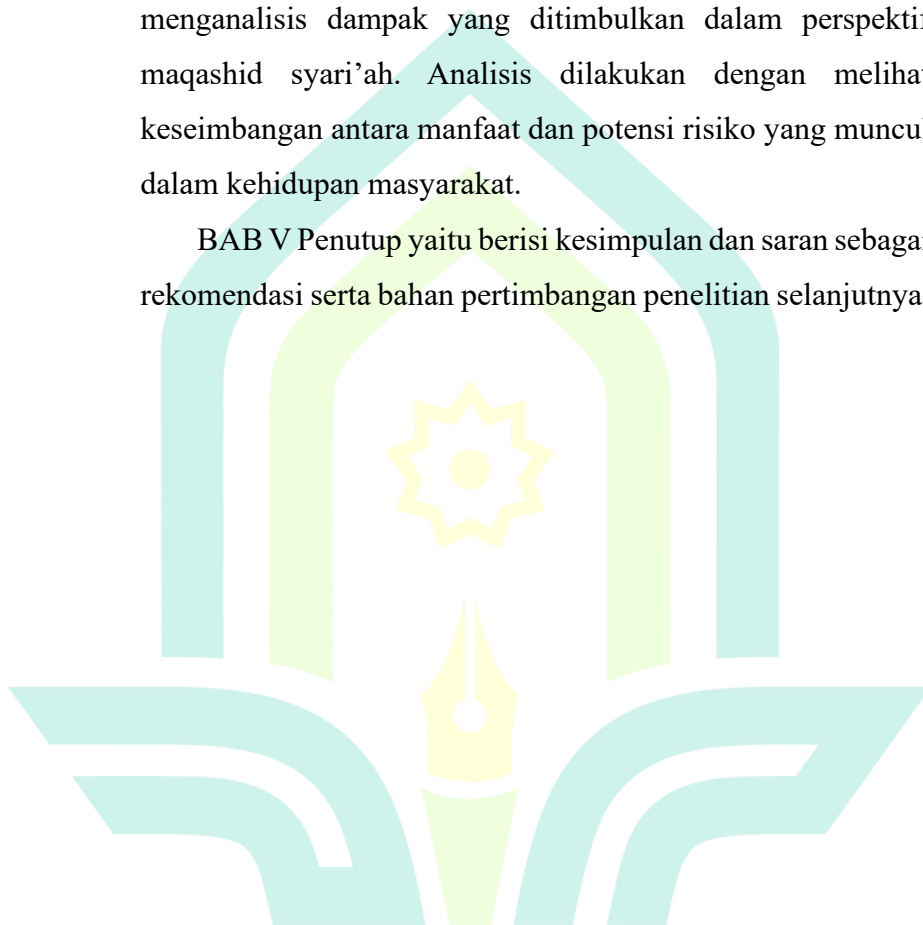 menganalisis dampak yang ditimbulkan dalam perspektif
maqashid syari’ah. Analisis dilakukan dengan melihat
keseimbangan antara manfaat dan potensi risiko yang muncul
dalam kehidupan masyarakat.
BAB V Penutup yaitu berisi kesimpulan dan saran sebagai
rekomendasi serta bahan pertimbangan penelitian selanjutnya